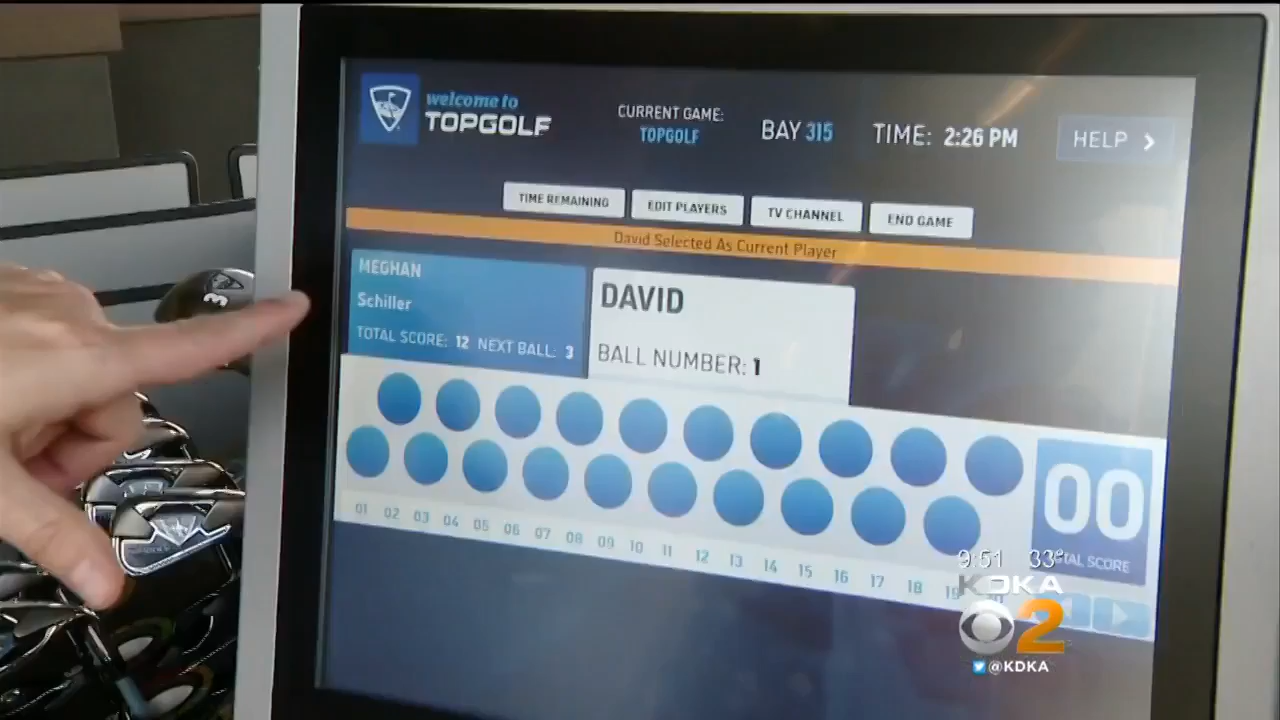 welcome to
TOPGOLF
CURRENT GAME:
TOPGOLF
BAY 315
TIME: 2:26 PM
HELP >
TIME REMAINING
EDIT PLAYERS
TV CHANNEL
END GAME
David Selected As Current Player
MEGHAN
Schiller
TOTAL SCORE: 12 NEXT BALL: 3
DAVID
BALL NUMBER: 1
01 02 03 04 05 06 07 08 09 10 11 12 13 14 15 16 17 18 19
00
SCORE
3
9:51 33°
KDKA
2
@KDKA